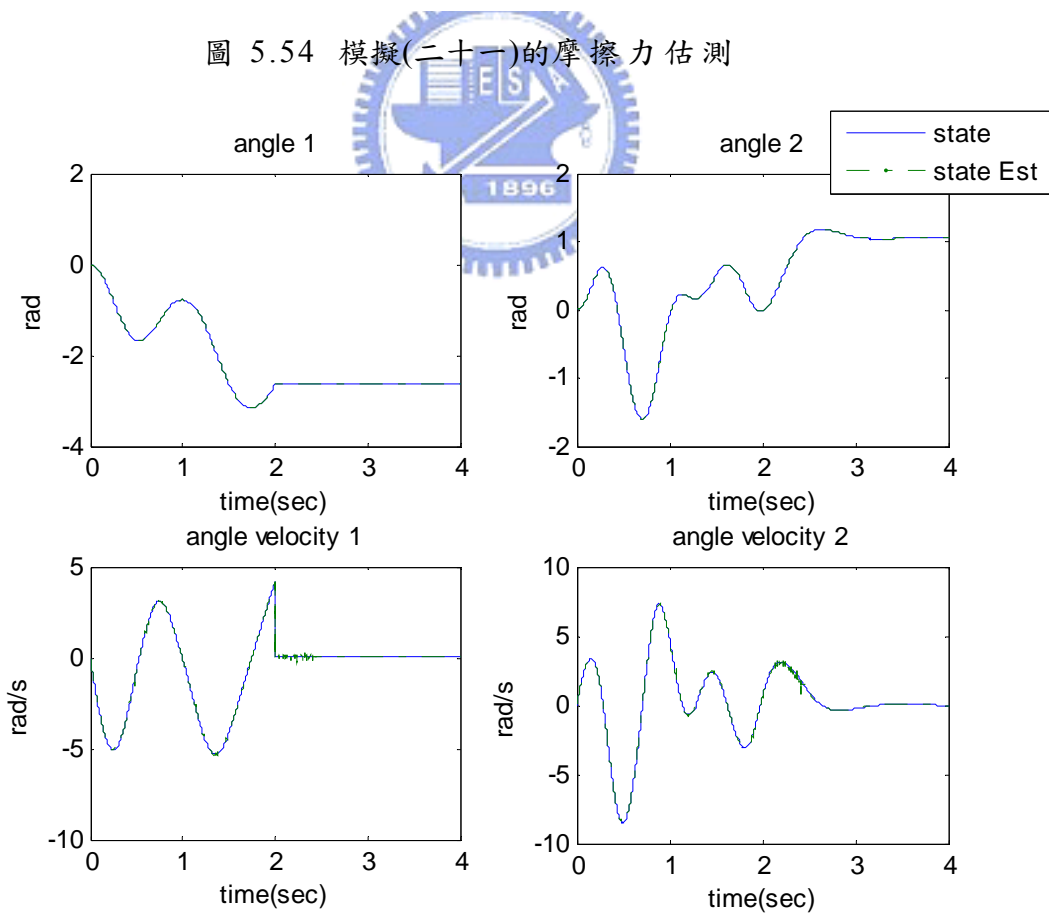 圖 5.54 模擬(二十一)的摩擦力估測
E S A
1896
angle 1
angle 2
state
state Est
2
0
-2
-4
rad
0 1 2 3 4
time(sec)
2
1
0
-1
-2
rad
0 1 2 3 4
time(sec)
angle velocity 1
angle velocity 2
5
0
-5
-10
rad/s
0 1 2 3 4
time(sec)
10
5
0
-5
-10
rad/s
0 1 2 3 4
time(sec)